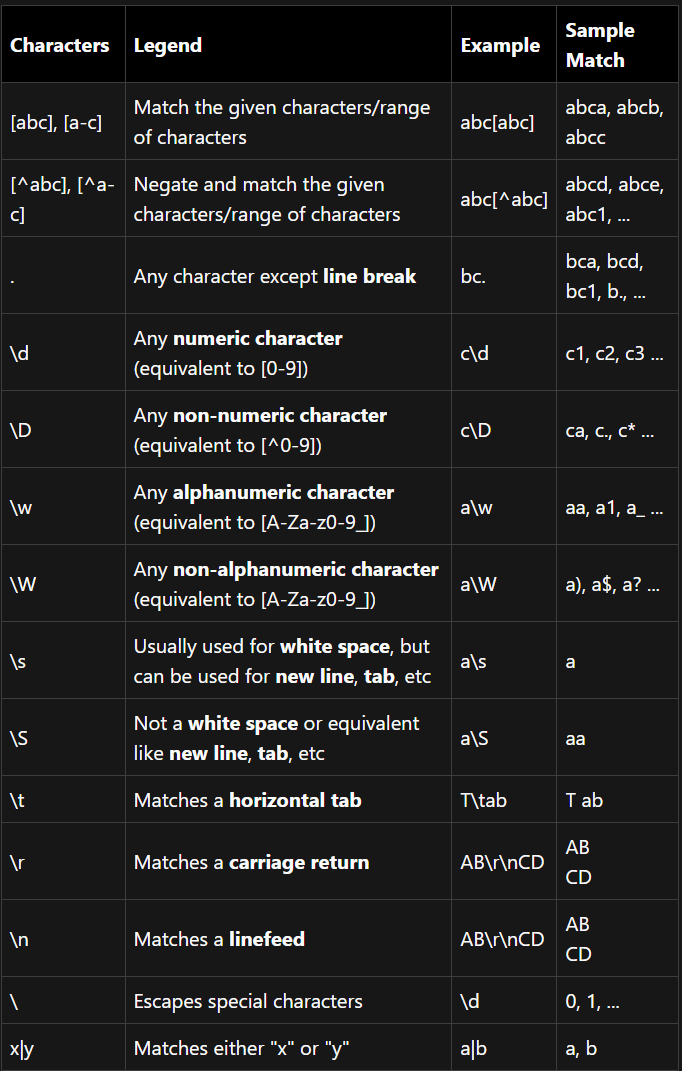 Characters Legend Example Sample Match
[abc], [a-c] Match the given characters/range of characters abc[abc] abca, abcb, abcc
[^abc], [^a-c] Negate and match the given characters/range of characters abc[^abc] abcd, abce, abc1, ...
. Any character except line break bc. bca, bcd, bc1, b., ...
\d Any numeric character (equivalent to [0-9]) c\d c1, c2, c3 ...
\D Any non-numeric character (equivalent to [^0-9]) c\D ca, c., c* ...
\w Any alphanumeric character (equivalent to [A-Za-z0-9_]) a\w aa, a1, a_ ...
\W Any non-alphanumeric character (equivalent to [A-Za-z0-9_]) a\W a), a$, a? ...
\s Usually used for white space, but can be used for new line, tab, etc a\s a
\S Not a white space or equivalent like new line, tab, etc a\S aa
\t Matches a horizontal tab T\tab T ab
\r Matches a carriage return AB\r\nCD AB CD
\n Matches a linefeed AB\r\nCD AB CD
\ Escapes special characters \d 0, 1, ...
x|y Matches either "x" or "y" a|b a, b